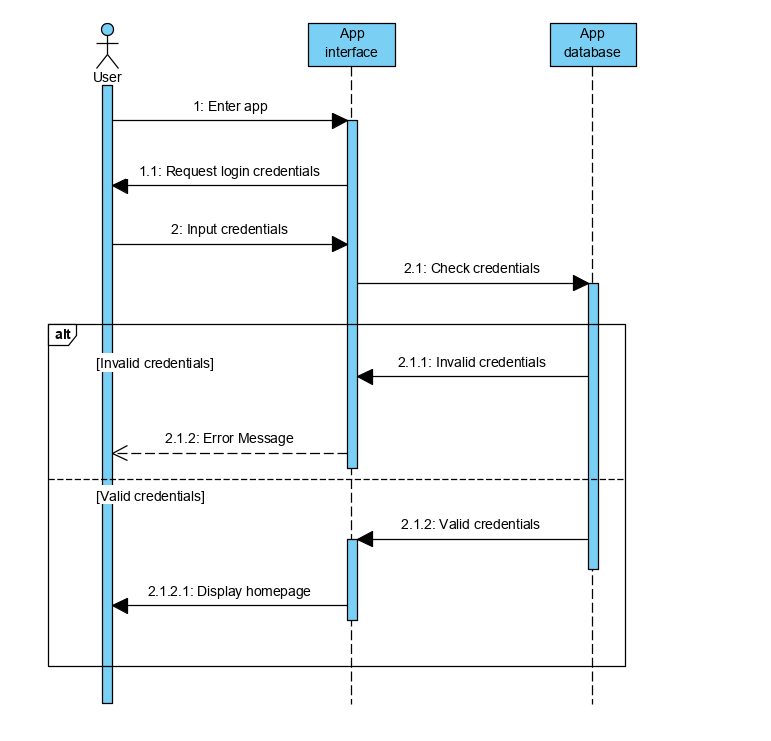 User
App
interface
App
database
1: Enter app
1.1: Request login credentials
2: Input credentials
2.1: Check credentials
alt
[Invalid credentials]
2.1.1: Invalid credentials
2.1.2: Error Message
[Valid credentials]
2.1.2: Valid credentials
2.1.2.1: Display homepage